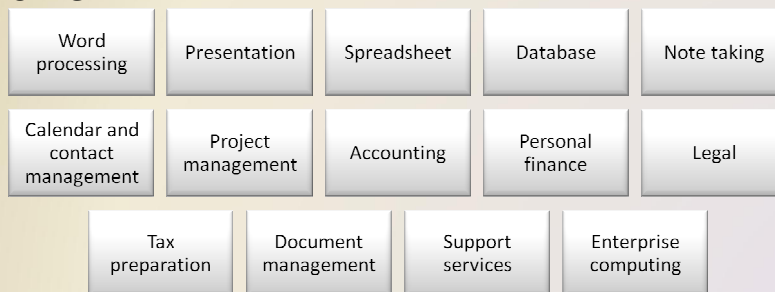 Word
processing
Presentation
Spreadsheet
Database
Note taking
Calendar and
contact
management
Project
management
Accounting
Personal
finance
Legal
Tax
preparation
Document
management
Support
services
Enterprise
computing